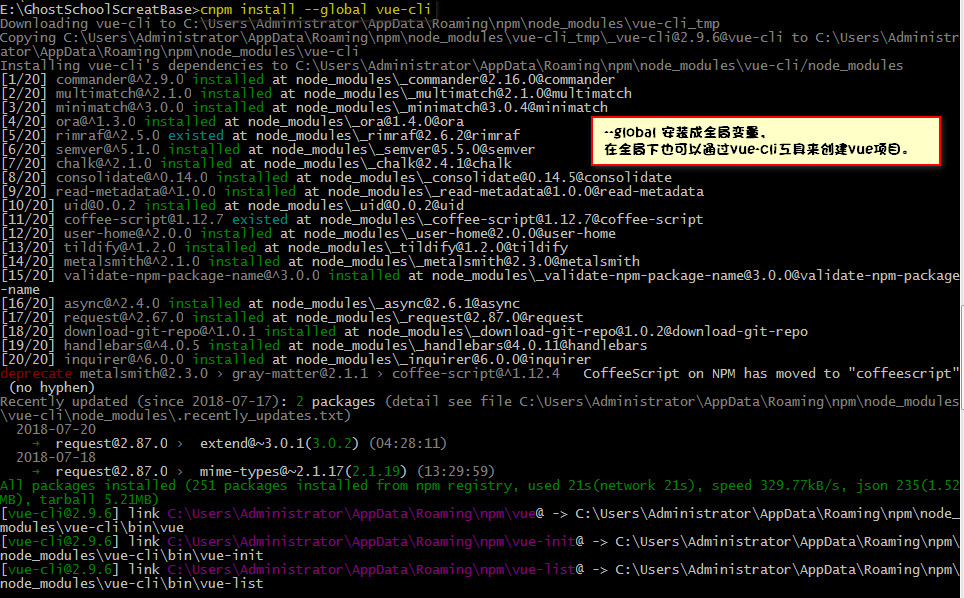 E:\GhostSchoolScreatBase>cnpm install --global vue-cli
Downloading vue-cli to C:\Users\Administrator\AppData\Roaming\npm\node_modules\vue-cli_tmp
Copying C:\Users\Administrator\AppData\Roaming\npm\node_modules\vue-cli_tmp\_vue-cli@2.9.6@vue-cli to C:\Users\Administr
ator\AppData\Roaming\npm\node_modules\vue-cli
Installing vue-cli's dependencies to C:\Users\Administrator\AppData\Roaming\npm\node_modules\vue-cli/node_modules
[1/20] commander@^2.9.0 installed at node_modules\_commander@2.16.0@commander
[2/20] multimatch@^2.1.0 installed at node_modules\_multimatch@2.1.0@multimatch
[3/20] minimatch@^3.0.0 installed at node_modules\_minimatch@3.0.4@minimatch
[4/20] ora@^1.3.0 installed at node_modules\_ora@1.4.0@ora
[5/20] rimraf@^2.5.0 existed at node_modules\_rimraf@2.6.2@rimraf
[6/20] semver@^5.1.0 installed at node_modules\_semver@5.5.0@semver
[7/20] chalk@^2.1.0 installed at node_modules\_chalk@2.4.1@chalk
--global 安装成全局变量,
在全局下也可以通过vue-cli工具来创建vue项目。
[8/20] consolidate@^0.14.0 installed at node_modules\_consolidate@0.14.5@consolidate
[9/20] read-metadata@^1.0.0 installed at node_modules\_read-metadata@1.0.0@read-metadata
[10/20] uid@0.0.2 installed at node_modules\_uid@0.0.2@uid
[11/20] coffee-script@1.12.7 existed at node_modules\_coffee-script@1.12.7@coffee-script
[12/20] user-home@^2.0.0 installed at node_modules\_user-home@2.0.0@user-home
[13/20] tildify@^1.2.0 installed at node_modules\_tildify@1.2.0@tildify
[14/20] metalsmith@^2.1.0 installed at node_modules\_metalsmith@2.3.0@metalsmith
[15/20] validate-npm-package-name@^3.0.0 installed at node_modules\_validate-npm-package-name@3.0.0@validate-npm-package
-name
[16/20] async@^2.4.0 installed at node_modules\_async@2.6.1@async
[17/20] request@^2.67.0 installed at node_modules\_request@2.87.0@request
[18/20] download-git-repo@^1.0.1 installed at node_modules\_download-git-repo@1.0.2@download-git-repo
[19/20] handlebars@^4.0.5 installed at node_modules\_handlebars@4.0.11@handlebars
[20/20] inquirer@^6.0.0 installed at node_modules\_inquirer@6.0.0@inquirer
deprecate metalsmith@2.3.0 › gray-matter@2.1.1 › coffee-script@^1.12.4 CoffeeScript on NPM has moved to "coffeescript"
(no hyphen)
Recently updated (since 2018-07-17): 2 packages (detail see file C:\Users\Administrator\AppData\Roaming\npm\node_modules
\vue-cli\node_modules\.recently_updates.txt)
2018-07-20
→ request@2.87.0 › extend@~3.0.1(3.0.2) (04:28:11)
2018-07-18
→ request@2.87.0 › mime-types@~2.1.17(2.1.19) (13:29:59)
All packages installed (251 packages installed from npm registry, used 21s(network 21s), speed 329.77kB/s, json 235(1.52
MB), tarball 5.21MB)
[vue-cli@2.9.6] link C:\Users\Administrator\AppData\Roaming\npm\vue@ -> C:\Users\Administrator\AppData\Roaming\npm\node_
modules\vue-cli\bin\vue
[vue-cli@2.9.6] link C:\Users\Administrator\AppData\Roaming\npm\vue-init@ -> C:\Users\Administrator\AppData\Roaming\npm\
node_modules\vue-cli\bin\vue-init
[vue-cli@2.9.6] link C:\Users\Administrator\AppData\Roaming\npm\vue-list@ -> C:\Users\Administrator\AppData\Roaming\npm\
node_modules\vue-cli\bin\vue-list